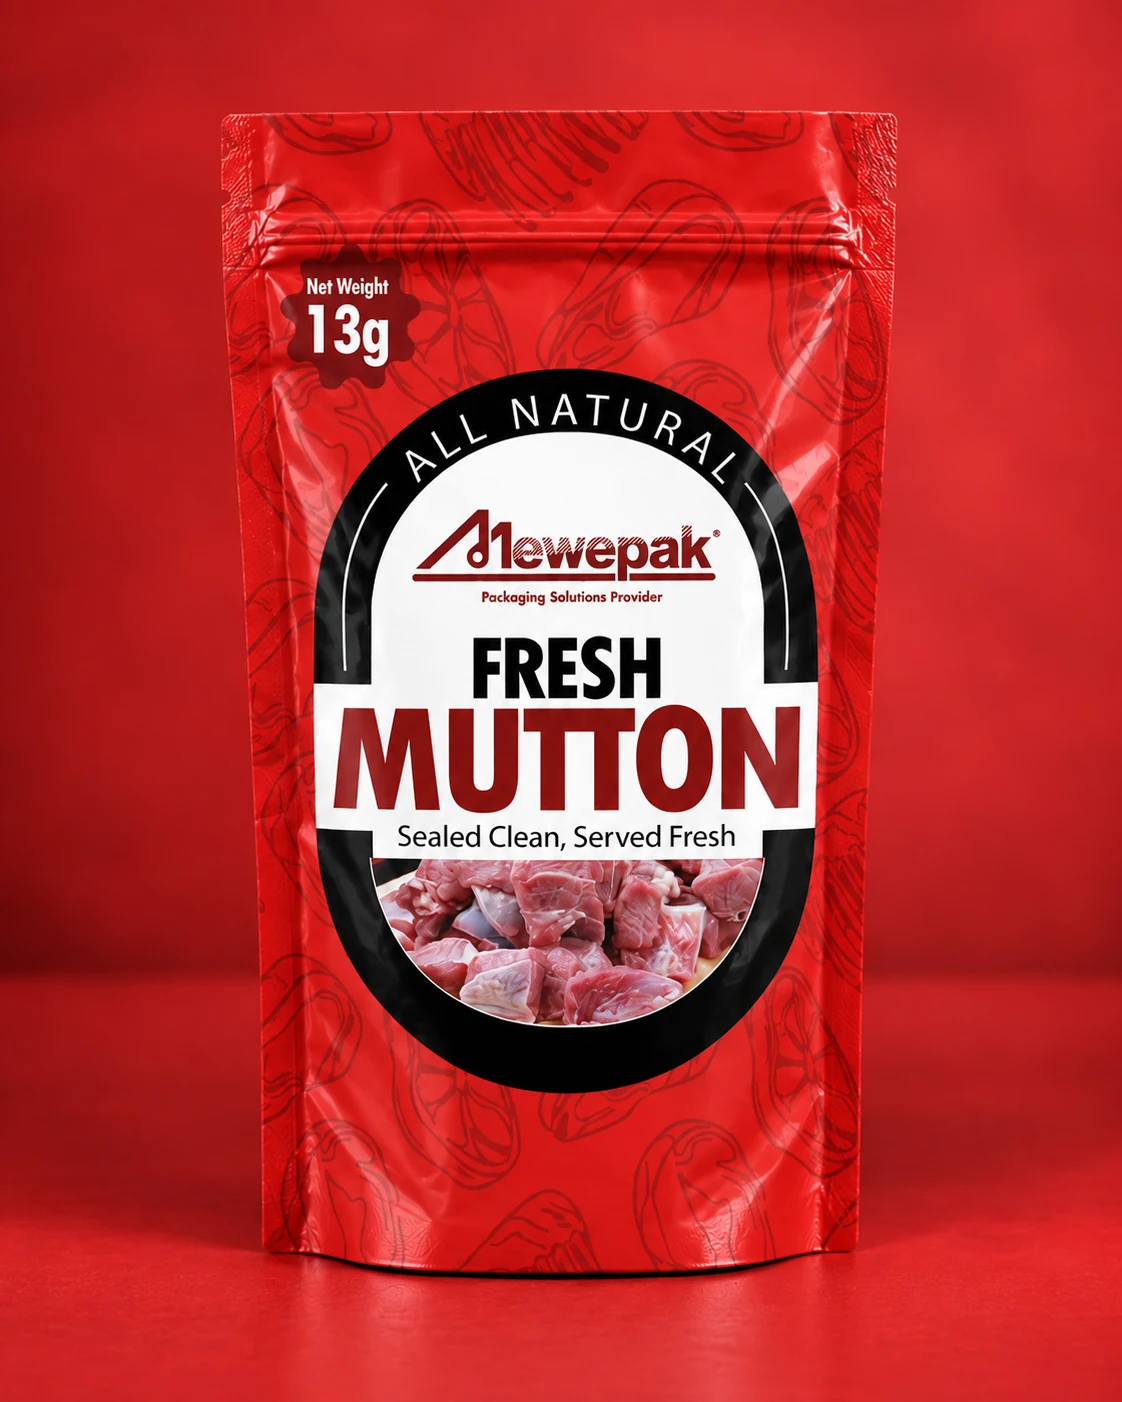 Net Weight
13g
ALL NATURAL
Mewepak®
Packaging Solutions Provider
FRESH
MUTTON
Sealed Clean, Served Fresh